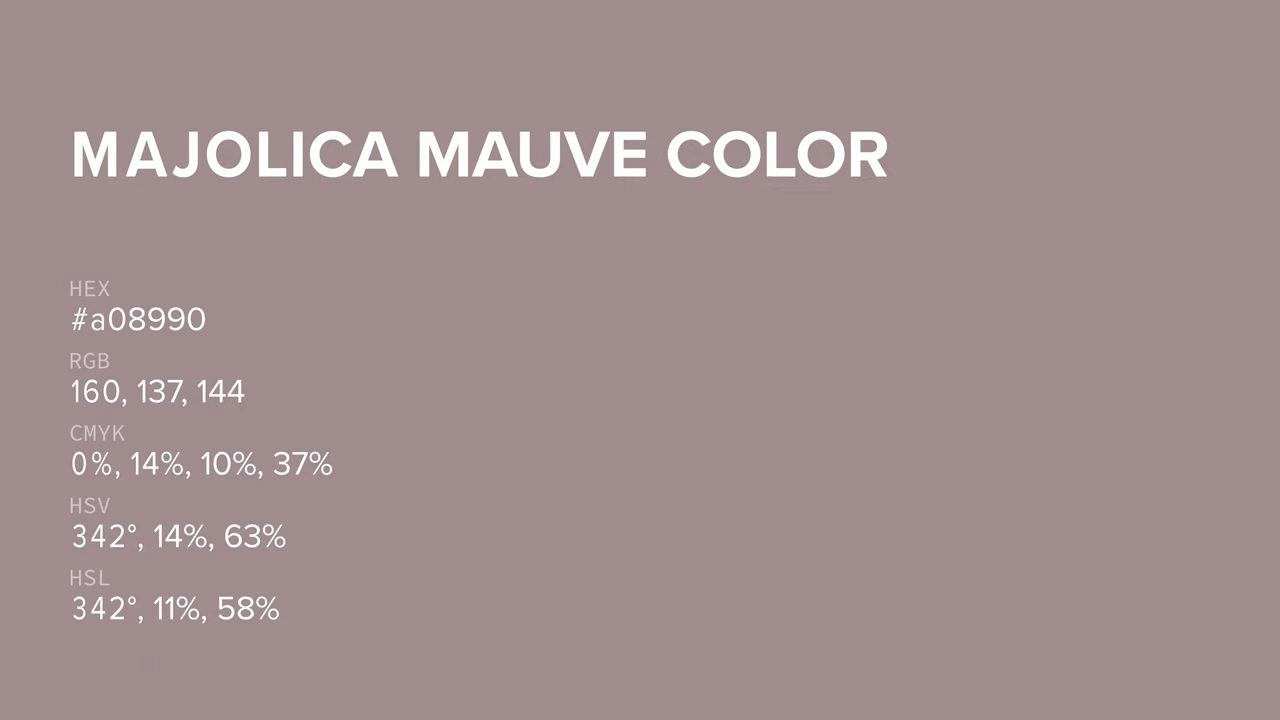 MAJOLICA MAUVE COLOR
HEX
#a08990
RGB
160, 137, 144
CMYK
0%, 14%, 10%, 37%
HSV
342°, 14%, 63%
HSL
342°, 11%, 58%